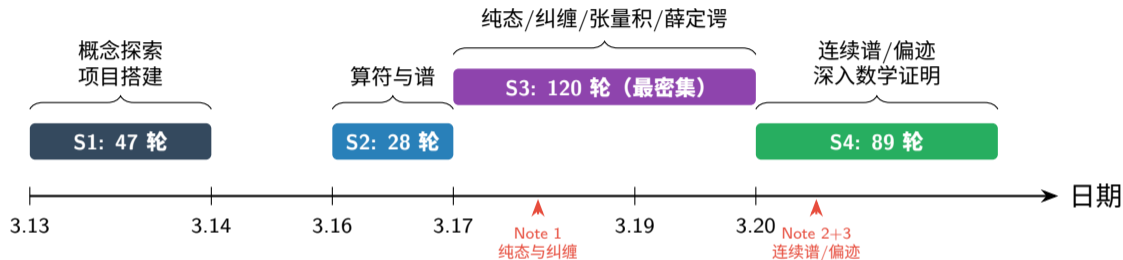 纯态/纠缠/张量积/薛定谔
概念探索
项目搭建
算符与谱
连续谱/偏迹
深入数学证明
S3: 120 轮（最密集）
S1: 47 轮
S2: 28 轮
S4: 89 轮
日期
3.13
3.14
3.16
3.17
3.19
3.20
Note 1
纯态与纠缠
Note 2+3
连续谱/偏迹